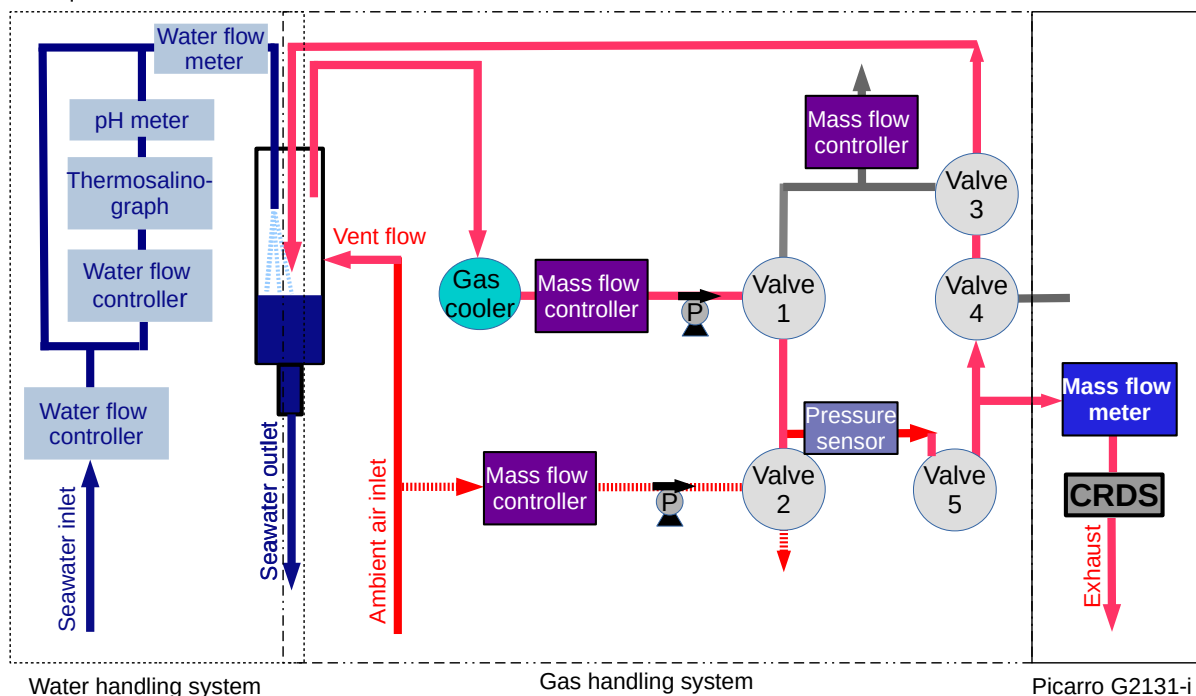 Water flow
meter
pH meter
Thermosalino-
graph
Water flow
controller
Water flow
controller
Seawater inlet
Seawater outlet
Vent flow
Ambient air inlet
Gas
cooler
Mass flow
controller
P
Mass flow
controller
P
Mass flow
controller
Valve
1
Valve
2
Valve
3
Valve
4
Valve
5
Pressure
sensor
Mass flow
meter
CRDS
Exhaust
Water handling system
Gas handling system
Picarro G2131-i